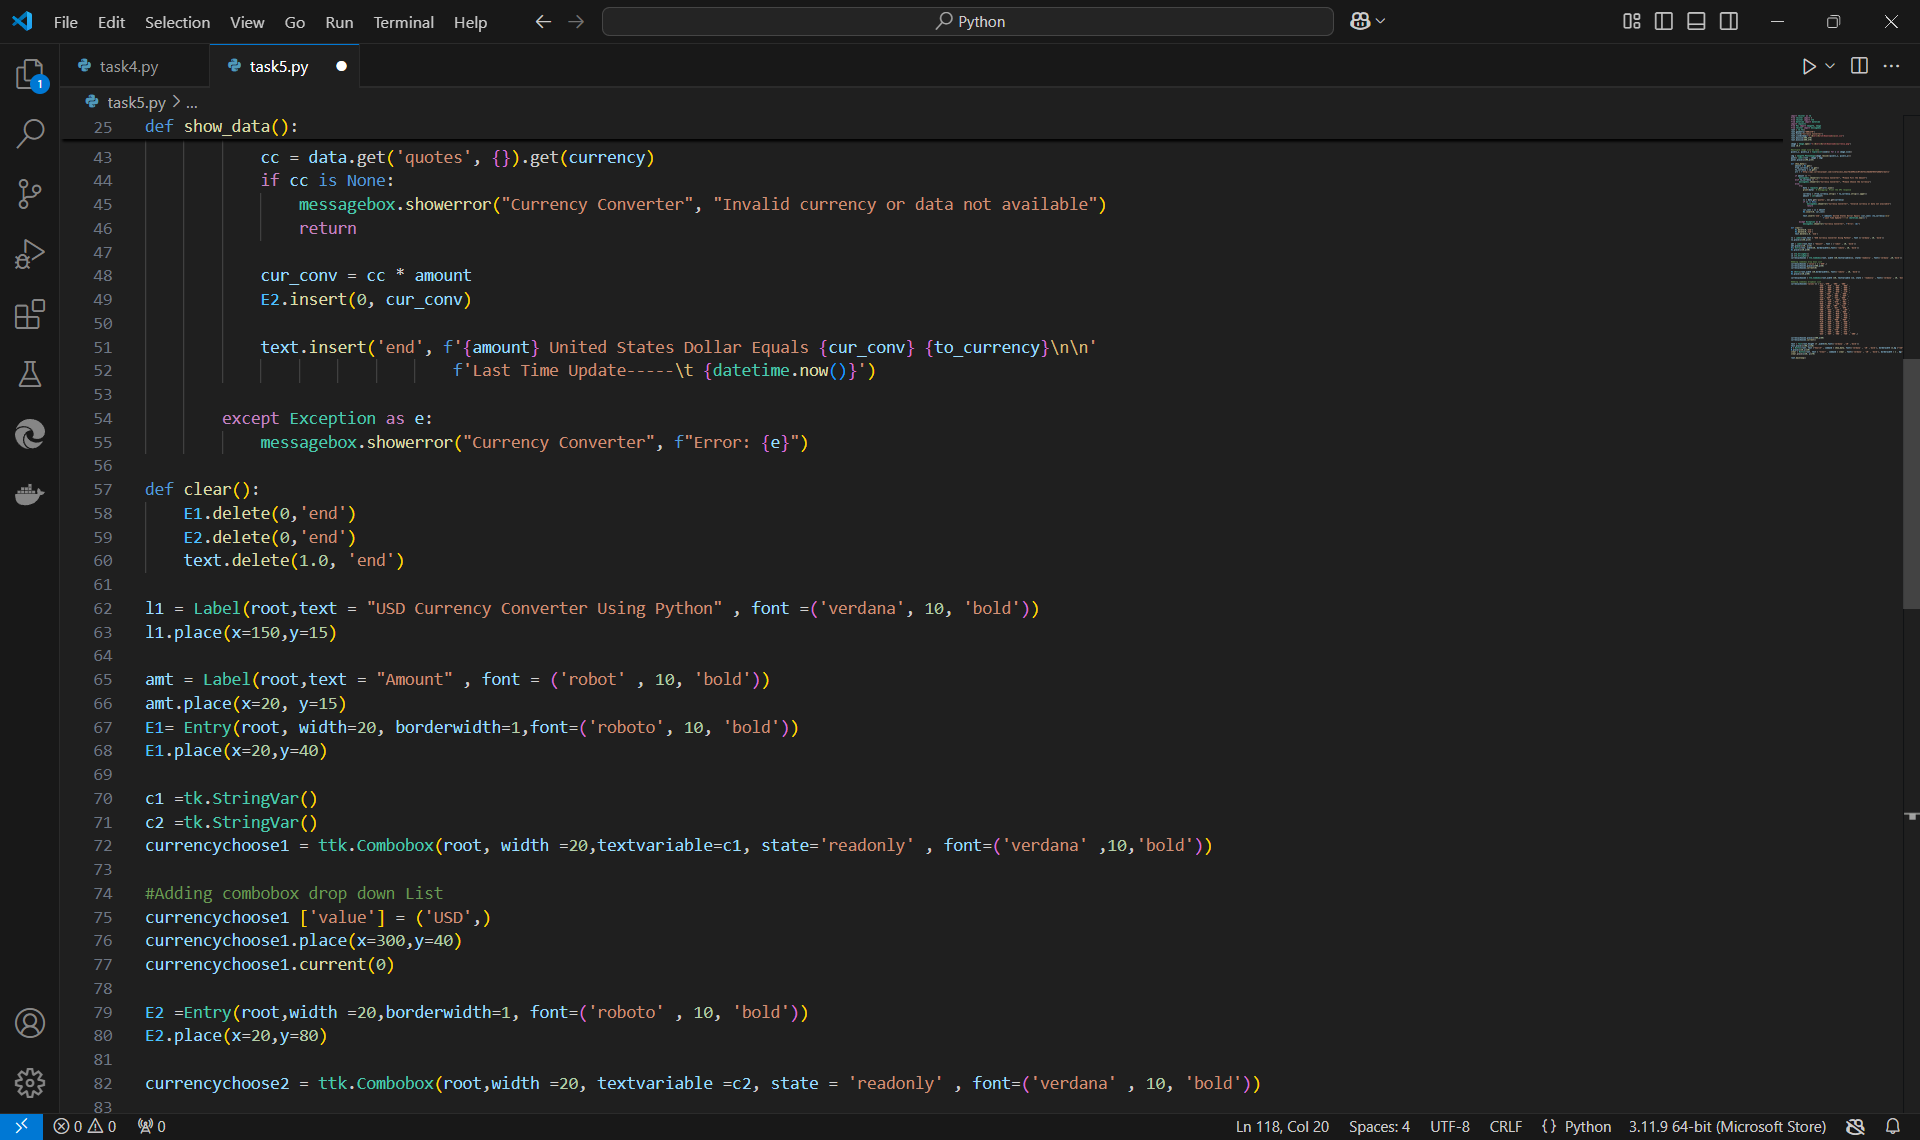 File Edit Selection View Go Run Terminal Help Python
task4.py task5.py
task5.py > ...
25 def show_data():
43 cc = data.get('quotes', {}).get(currency)
44 if cc is None:
45 messagebox.showerror("Currency Converter", "Invalid currency or data not available")
46 return
47
48 cur_conv = cc * amount
49 E2.insert(0, cur_conv)
50
51 text.insert('end', f'{amount} United States Dollar Equals {cur_conv} {to_currency}\n\n'
52 f'Last Time Update-----\t {datetime.now()}')
53
54 except Exception as e:
55 messagebox.showerror("Currency Converter", f"Error: {e}")
56
57 def clear():
58 E1.delete(0,'end')
59 E2.delete(0,'end')
60 text.delete(1.0, 'end')
61
62 l1 = Label(root,text = "USD Currency Converter Using Python" , font =('verdana', 10, 'bold'))
63 l1.place(x=150,y=15)
64
65 amt = Label(root,text = "Amount" , font = ('robot' , 10, 'bold'))
66 amt.place(x=20, y=15)
67 E1= Entry(root, width=20, borderwidth=1,font=('roboto', 10, 'bold'))
68 E1.place(x=20,y=40)
69
70 c1 =tk.StringVar()
71 c2 =tk.StringVar()
72 currencychoose1 = ttk.Combobox(root, width =20,textvariable=c1, state='readonly' , font=('verdana' ,10,'bold'))
73
74 #Adding combobox drop down List
75 currencychoose1 ['value'] = ('USD',)
76 currencychoose1.place(x=300,y=40)
77 currencychoose1.current(0)
78
79 E2 =Entry(root,width =20,borderwidth=1, font=('roboto' , 10, 'bold'))
80 E2.place(x=20,y=80)
81
82 currencychoose2 = ttk.Combobox(root,width =20, textvariable =c2, state = 'readonly' , font=('verdana' , 10, 'bold'))
83
1
0 0 0 Ln 118, Col 20 Spaces: 4 UTF-8 CRLF {} Python 3.11.9 64-bit (Microsoft Store)